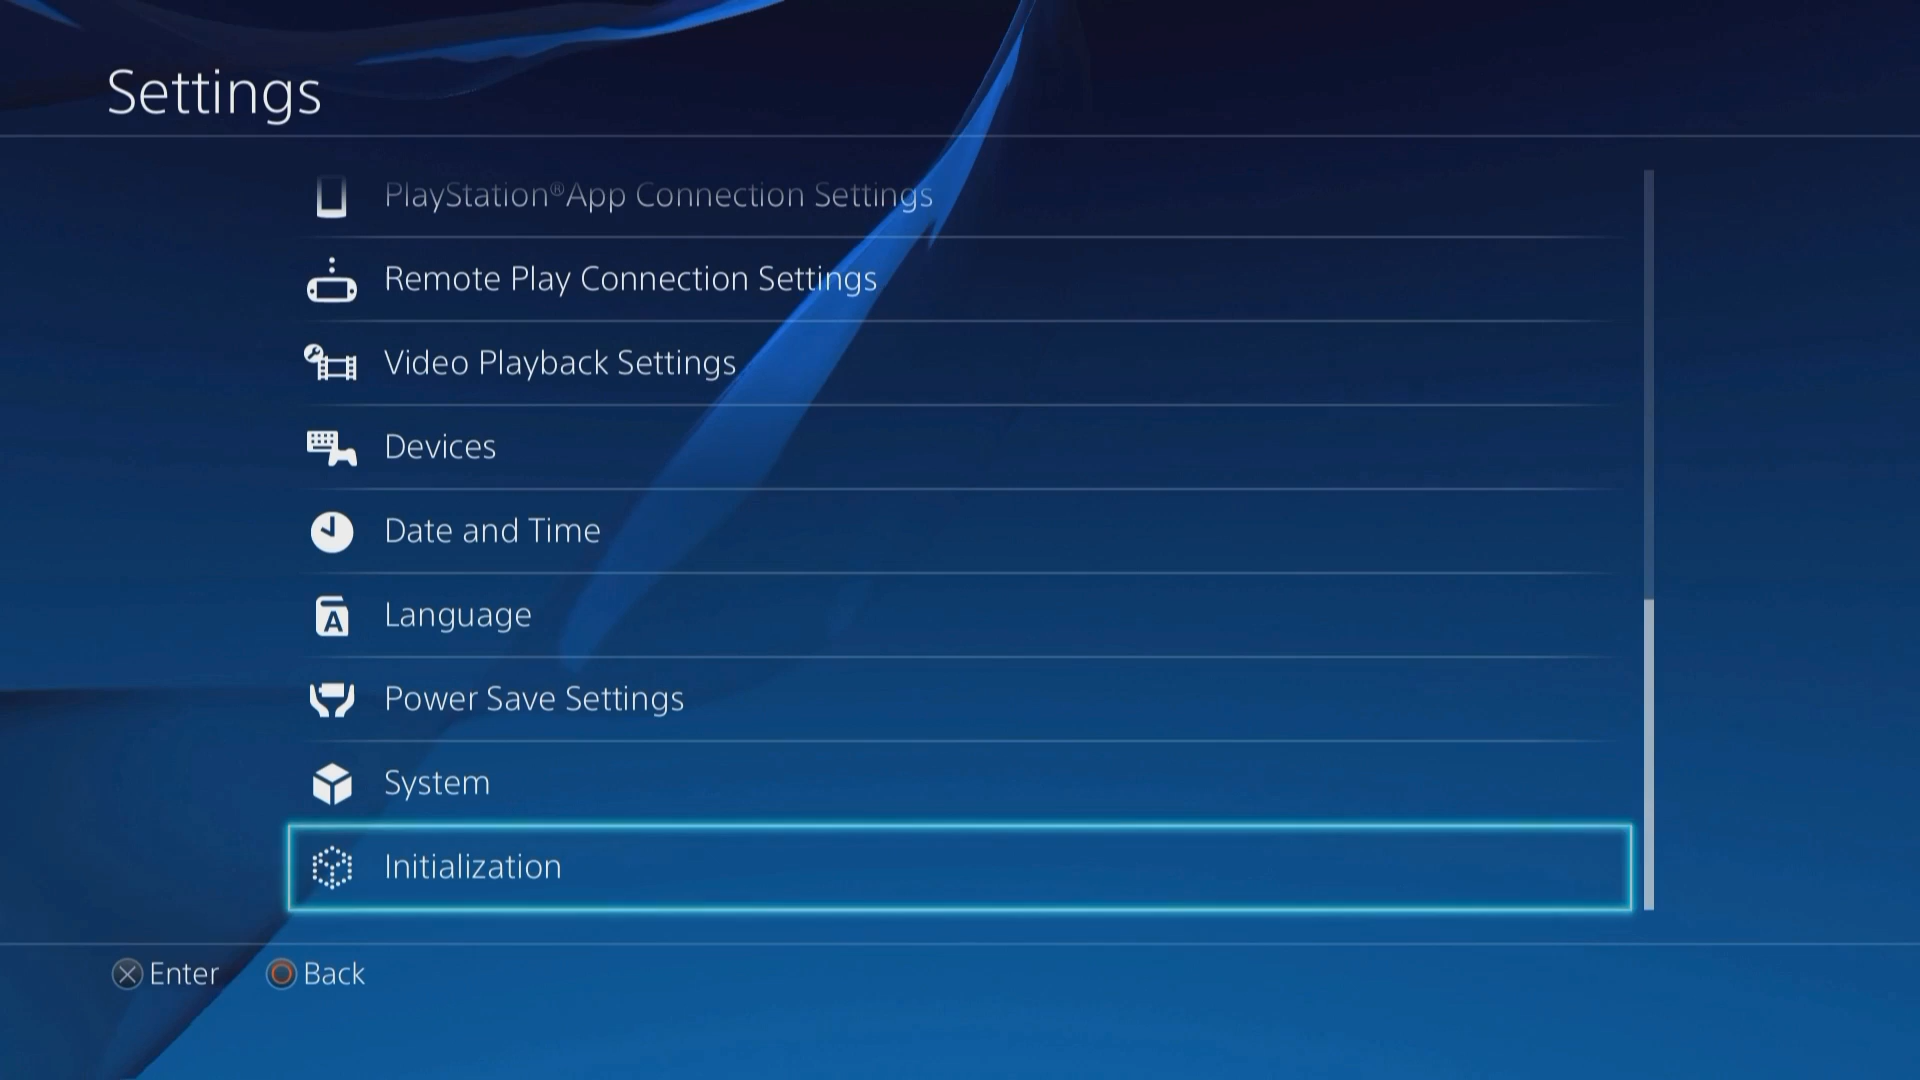 Settings
PlayStation®App Connection Settings
Remote Play Connection Settings
Video Playback Settings
Devices
Date and Time
Language
Power Save Settings
System
Initialization
Enter Back